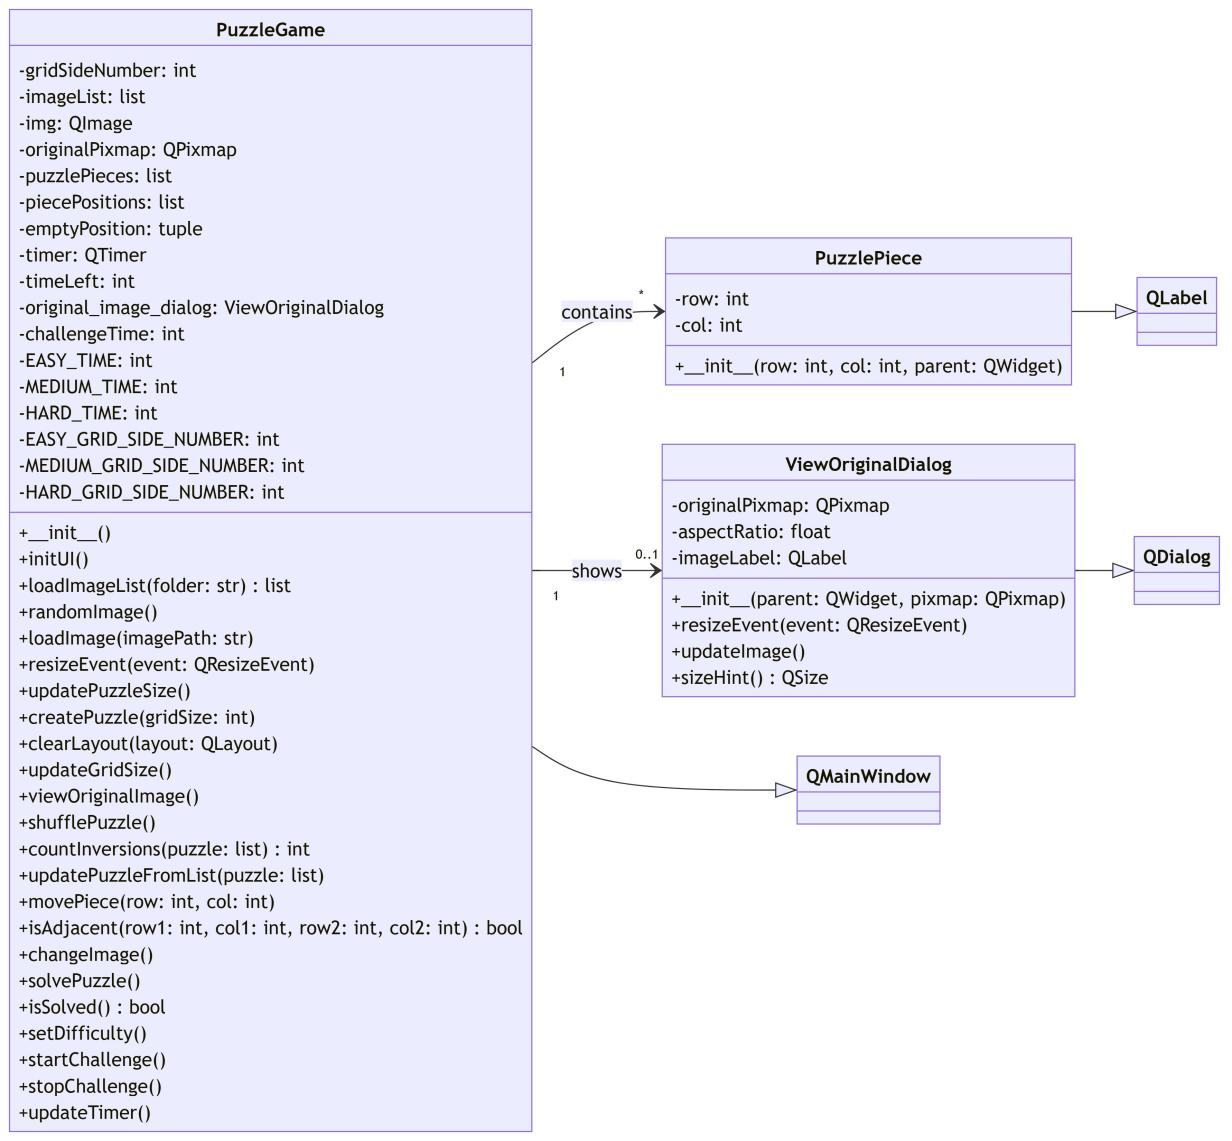 PuzzleGame
-gridSideNumber: int
-imageList: list
-img: QImage
-originalPixmap: QPixmap
-puzzlePieces: list
-piecePositions: list
-emptyPosition: tuple
-timer: QTimer
-timeLeft: int
-original_image_dialog: ViewOriginalDialog
-challengeTime: int
-EASY_TIME: int
-MEDIUM_TIME: int
-HARD_TIME: int
-EASY_GRID_SIDE_NUMBER: int
-MEDIUM_GRID_SIDE_NUMBER: int
-HARD_GRID_SIDE_NUMBER: int
+__init__()
+initUI()
+loadImageList(folder: str) : list
+randomImage()
+loadImage(imagePath: str)
+resizeEvent(event: QResizeEvent)
+updatePuzzleSize()
+createPuzzle(gridSize: int)
+clearLayout(layout: QLayout)
+updateGridSize()
+viewOriginalImage()
+shufflePuzzle()
+countInversions(puzzle: list) : int
+updatePuzzleFromList(puzzle: list)
+movePiece(row: int, col: int)
+isAdjacent(row1: int, col1: int, row2: int, col2: int) : bool
+changeImage()
+solvePuzzle()
+isSolved() : bool
+setDifficulty()
+startChallenge()
+stopChallenge()
+updateTimer()
contains
*
1
PuzzlePiece
-row: int
-col: int
+__init__(row: int, col: int, parent: QWidget)
QLabel
shows
0..1
1
ViewOriginalDialog
-originalPixmap: QPixmap
-aspectRatio: float
-imageLabel: QLabel
+__init__(parent: QWidget, pixmap: QPixmap)
+resizeEvent(event: QResizeEvent)
+updateImage()
+sizeHint() : QSize
QDialog
QMainWindow